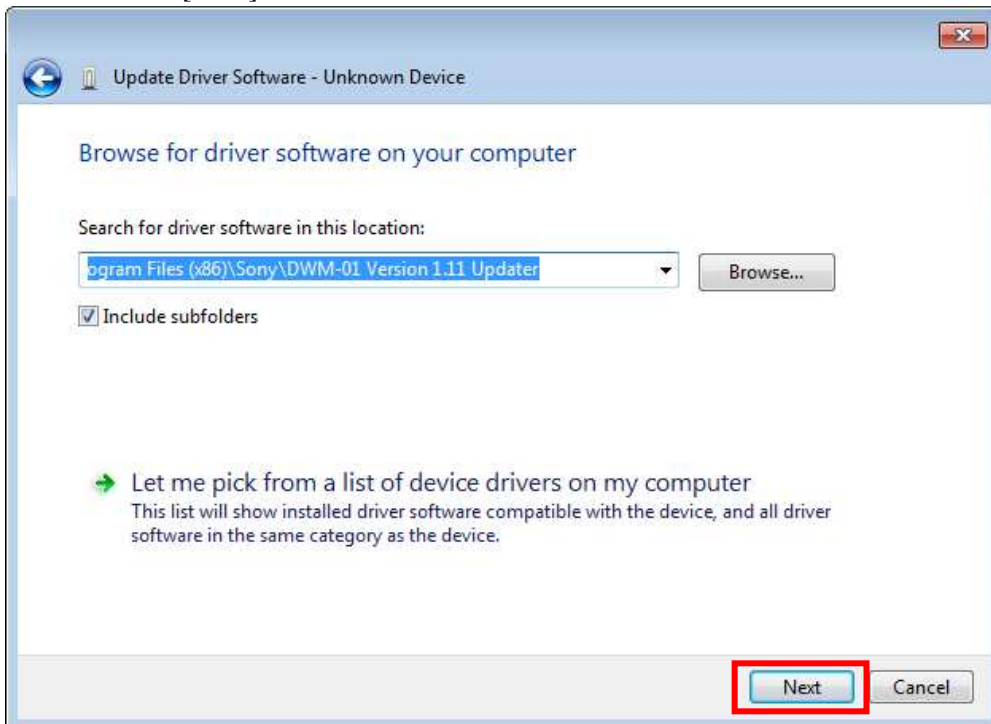 Update Driver Software - Unknown Device
Browse for driver software on your computer
Search for driver software in this location:
ogram Files (x86)\Sony\DWM-01 Version 1.11 Updater
Browse...
Include subfolders
Let me pick from a list of device drivers on my computer
This list will show installed driver software compatible with the device, and all driver
software in the same category as the device.
Next
Cancel